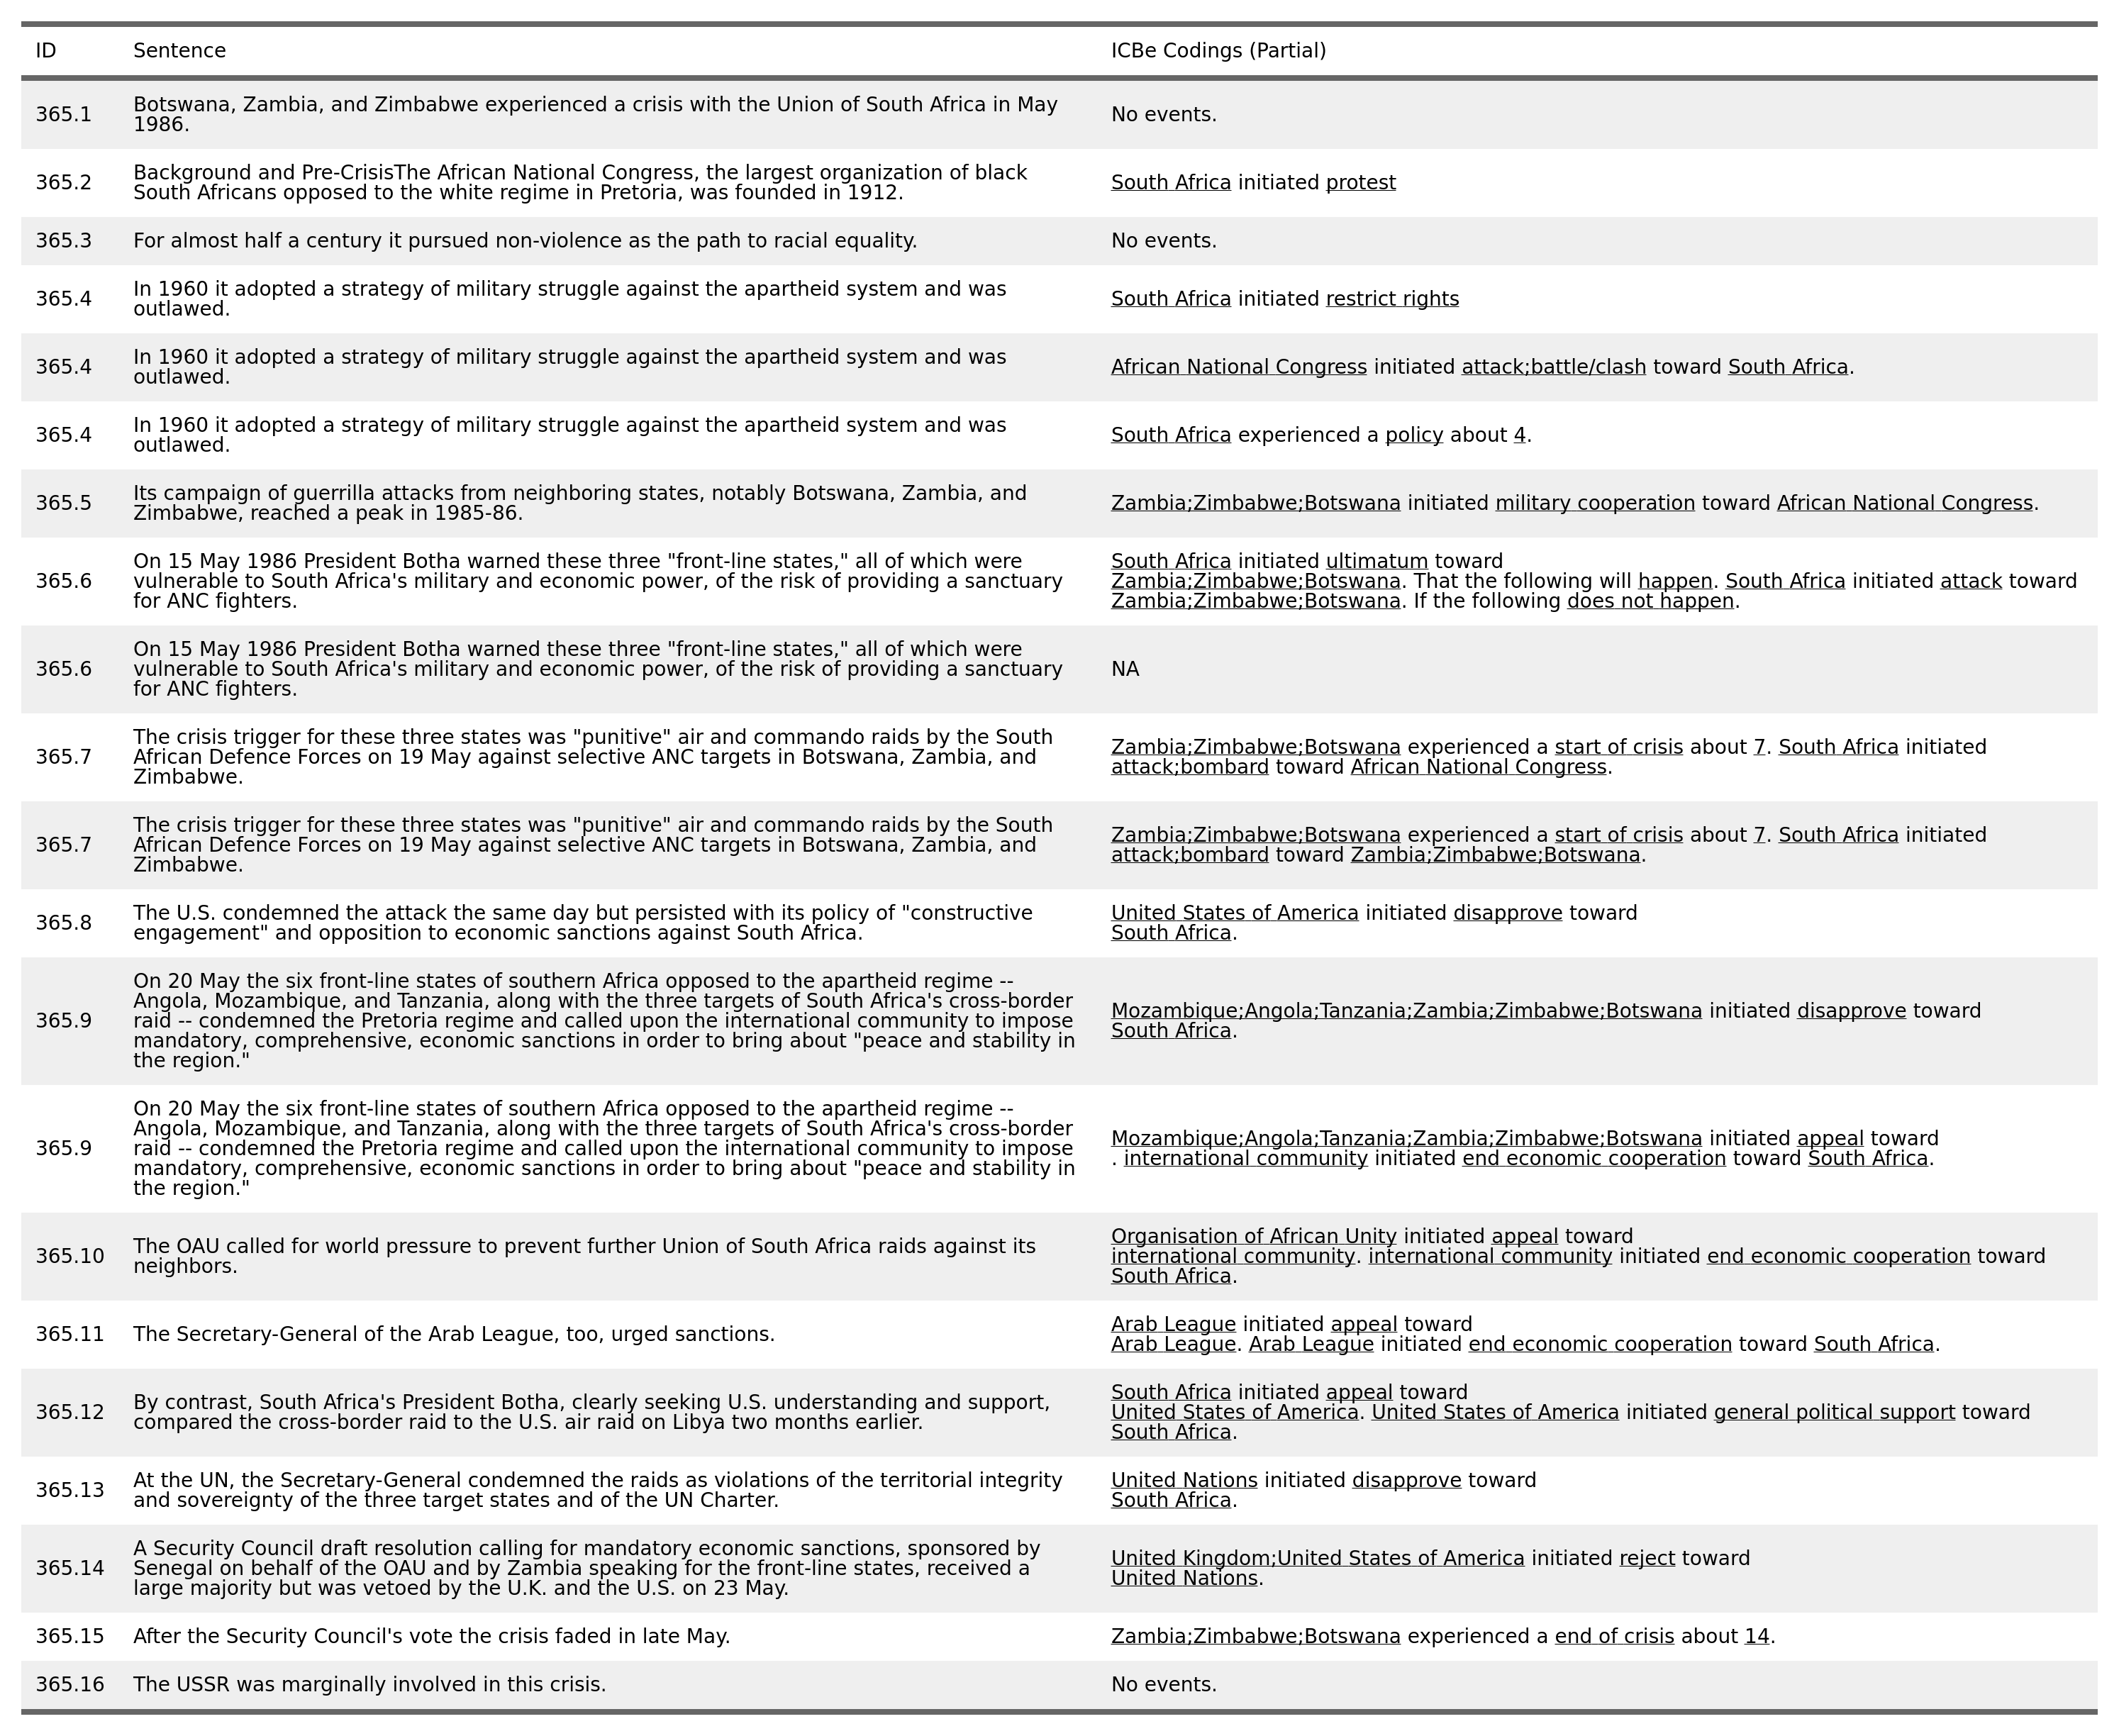 ID Sentence ICBe Codings (Partial)
365.1 Botswana, Zambia, and Zimbabwe experienced a crisis with the Union of South Africa in May
1986. No events.
365.2 Background and Pre-CrisisThe African National Congress, the largest organization of black
South Africans opposed to the white regime in Pretoria, was founded in 1912. South Africa initiated protest
365.3 For almost half a century it pursued non-violence as the path to racial equality. No events.
365.4 In 1960 it adopted a strategy of military struggle against the apartheid system and was
outlawed. South Africa initiated restrict rights
365.4 In 1960 it adopted a strategy of military struggle against the apartheid system and was
outlawed. African National Congress initiated attack;battle/clash toward South Africa.
365.4 In 1960 it adopted a strategy of military struggle against the apartheid system and was
outlawed. South Africa experienced a policy about 4.
365.5 Its campaign of guerrilla attacks from neighboring states, notably Botswana, Zambia, and
Zimbabwe, reached a peak in 1985-86. Zambia;Zimbabwe;Botswana initiated military cooperation toward African National Congress.
365.6 On 15 May 1986 President Botha warned these three "front-line states," all of which were
vulnerable to South Africa's military and economic power, of the risk of providing a sanctuary
for ANC fighters.
South Africa initiated ultimatum toward
Zambia;Zimbabwe;Botswana. That the following will happen. South Africa initiated attack toward
Zambia;Zimbabwe;Botswana. If the following does not happen.
365.6 On 15 May 1986 President Botha warned these three "front-line states," all of which were
vulnerable to South Africa's military and economic power, of the risk of providing a sanctuary
for ANC fighters. NA
365.7 The crisis trigger for these three states was "punitive" air and commando raids by the South
African Defence Forces on 19 May against selective ANC targets in Botswana, Zambia, and
Zimbabwe.
Zambia;Zimbabwe;Botswana experienced a start of crisis about 7. South Africa initiated
attack;bombard toward African National Congress.
365.7 The crisis trigger for these three states was "punitive" air and commando raids by the South
African Defence Forces on 19 May against selective ANC targets in Botswana, Zambia, and
Zimbabwe.
Zambia;Zimbabwe;Botswana experienced a start of crisis about 7. South Africa initiated
attack;bombard toward Zambia;Zimbabwe;Botswana.
365.8 The U.S. condemned the attack the same day but persisted with its policy of "constructive
engagement" and opposition to economic sanctions against South Africa.
United States of America initiated disapprove toward
South Africa.
365.9 On 20 May the six front-line states of southern Africa opposed to the apartheid regime --
Angola, Mozambique, and Tanzania, along with the three targets of South Africa's cross-border
raid -- condemned the Pretoria regime and called upon the international community to impose
mandatory, comprehensive, economic sanctions in order to bring about "peace and stability in
the region."
Mozambique;Angola;Tanzania;Zambia;Zimbabwe;Botswana initiated disapprove toward
South Africa.
365.9 On 20 May the six front-line states of southern Africa opposed to the apartheid regime --
Angola, Mozambique, and Tanzania, along with the three targets of South Africa's cross-border
raid -- condemned the Pretoria regime and called upon the international community to impose
mandatory, comprehensive, economic sanctions in order to bring about "peace and stability in
the region."
Mozambique;Angola;Tanzania;Zambia;Zimbabwe;Botswana initiated appeal toward
. international community initiated end economic cooperation toward South Africa.
365.10 The OAU called for world pressure to prevent further Union of South Africa raids against its
neighbors.
Organisation of African Unity initiated appeal toward
international community. international community initiated end economic cooperation toward
South Africa.
365.11 The Secretary-General of the Arab League, too, urged sanctions.
Arab League initiated appeal toward
Arab League. Arab League initiated end economic cooperation toward South Africa.
365.12 By contrast, South Africa's President Botha, clearly seeking U.S. understanding and support,
compared the cross-border raid to the U.S. air raid on Libya two months earlier.
South Africa initiated appeal toward
United States of America. United States of America initiated general political support toward
South Africa.
365.13 At the UN, the Secretary-General condemned the raids as violations of the territorial integrity
and sovereignty of the three target states and of the UN Charter.
United Nations initiated disapprove toward
South Africa.
365.14 A Security Council draft resolution calling for mandatory economic sanctions, sponsored by
Senegal on behalf of the OAU and by Zambia speaking for the front-line states, received a
large majority but was vetoed by the U.K. and the U.S. on 23 May.
United Kingdom;United States of America initiated reject toward
United Nations.
365.15 After the Security Council's vote the crisis faded in late May. Zambia;Zimbabwe;Botswana experienced a end of crisis about 14.
365.16 The USSR was marginally involved in this crisis. No events.